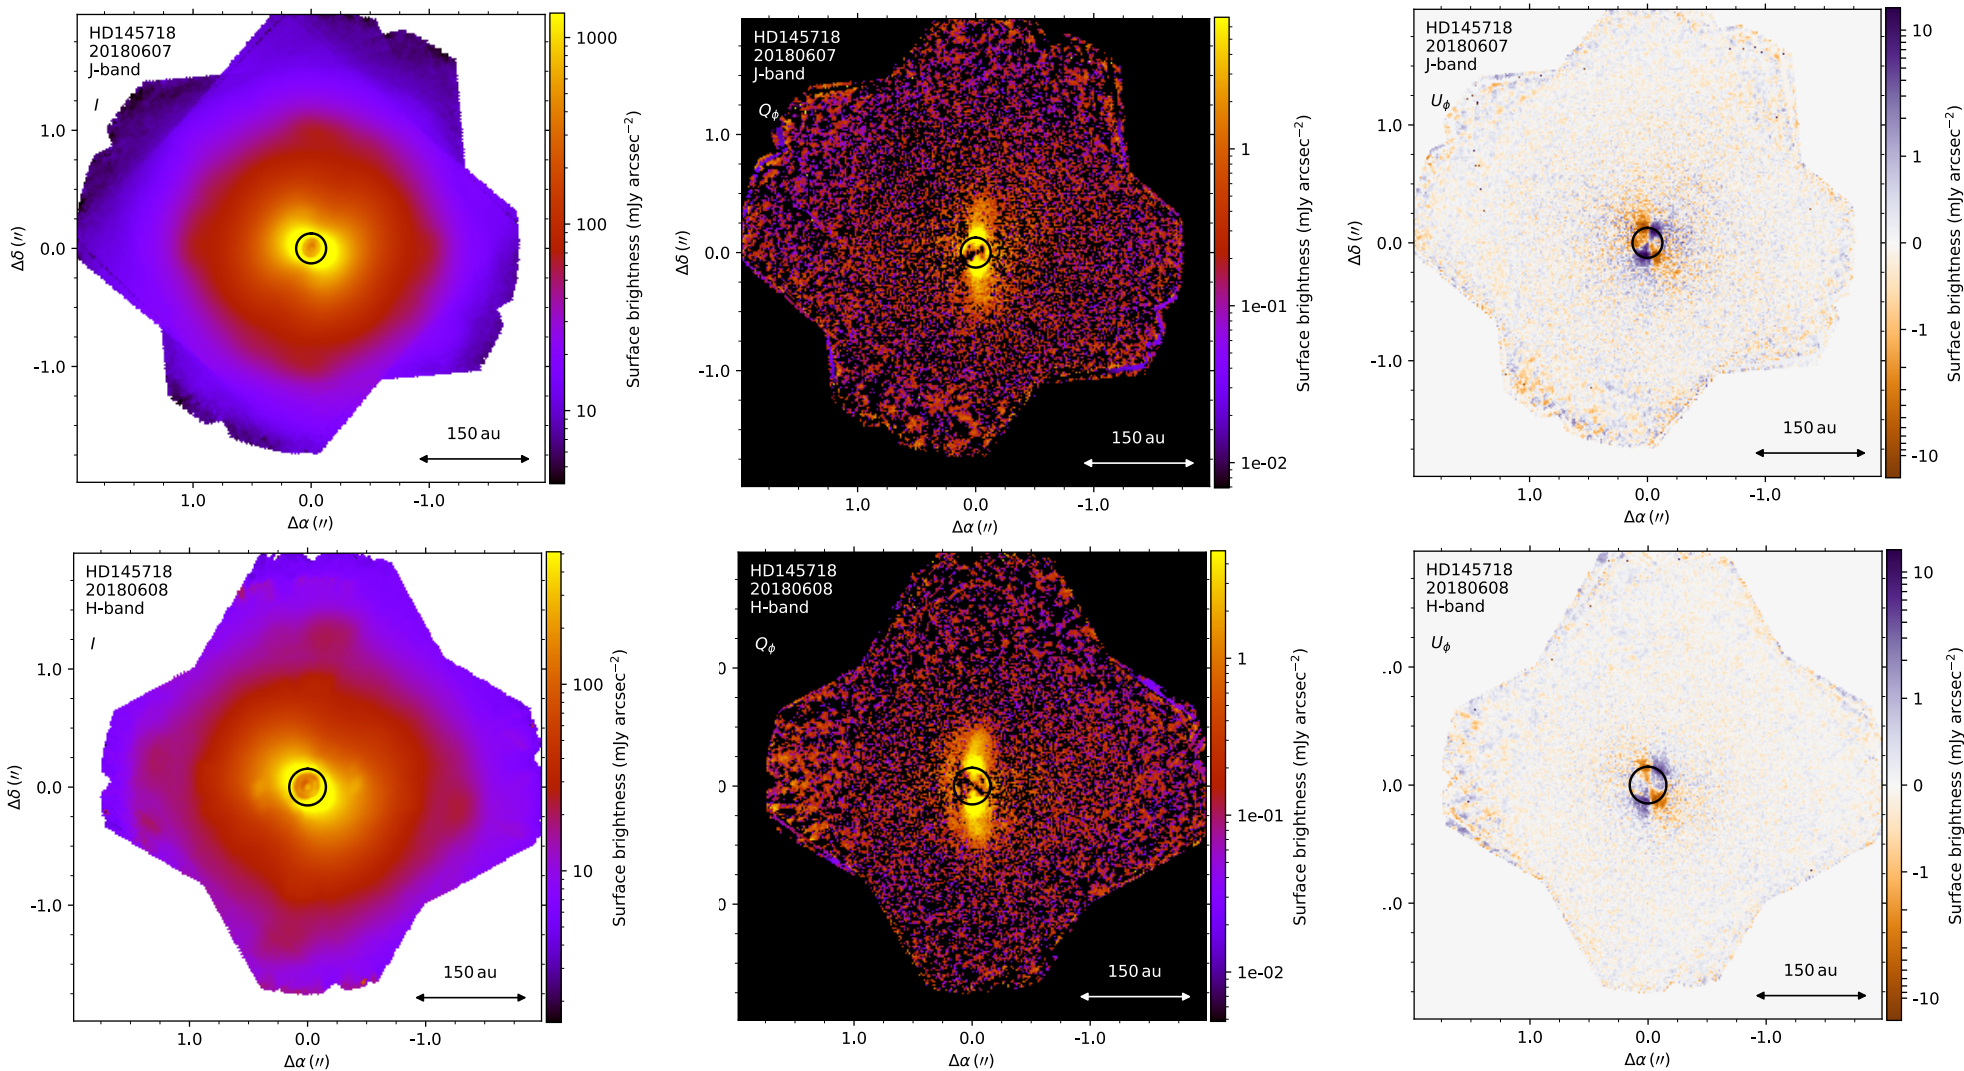 HD145718
20180607
J-band
I
1.0
0.0
-1.0
Δδ (″)
1.0
0.0
-1.0
Δα (″)
150 au
1000
100
10
Surface brightness (mJy arcsec⁻²)
HD145718
20180607
J-band
Qϕ
1.0
0.0
-1.0
Δδ (″)
1.0
0.0
-1.0
Δα (″)
150 au
1
1e-01
1e-02
Surface brightness (mJy arcsec⁻²)
HD145718
20180607
J-band
Uϕ
1.0
0.0
-1.0
Δδ (″)
1.0
0.0
-1.0
Δα (″)
150 au
10
1
0
-1
-10
Surface brightness (mJy arcsec⁻²)
HD145718
20180608
H-band
I
1.0
0.0
-1.0
Δδ (″)
1.0
0.0
-1.0
Δα (″)
150 au
100
10
Surface brightness (mJy arcsec⁻²)
HD145718
20180608
H-band
Qϕ
0
0
0
1.0
0.0
-1.0
Δα (″)
150 au
1
1e-01
1e-02
Surface brightness (mJy arcsec⁻²)
HD145718
20180608
H-band
Uϕ
.0
0.0
.0
1.0
0.0
-1.0
Δα (″)
150 au
10
1
0
-1
-10
Surface brightness (mJy arcsec⁻²)